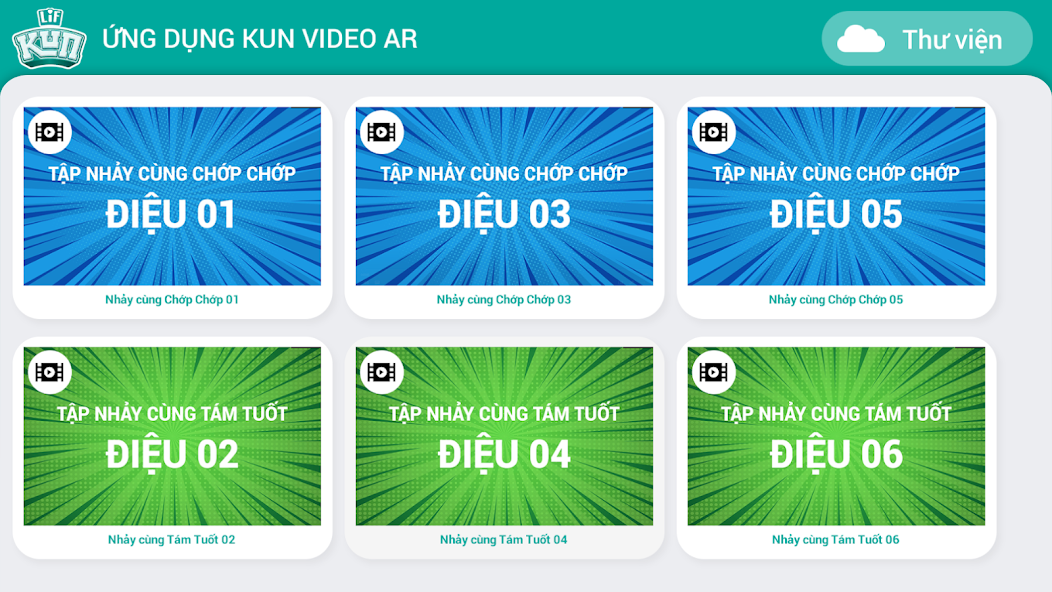 LiF
KUN
ỨNG DỤNG KUN VIDEO AR
Thư viện
TẬP NHẢY CÙNG CHỚP CHỚP
ĐIỆU 01
Nhảy cùng Chớp Chớp 01
TẬP NHẢY CÙNG CHỚP CHỚP
ĐIỆU 03
Nhảy cùng Chớp Chớp 03
TẬP NHẢY CÙNG CHỚP CHỚP
ĐIỆU 05
Nhảy cùng Chớp Chớp 05
TẬP NHẢY CÙNG TÁM TUỐT
ĐIỆU 02
Nhảy cùng Tám Tuốt 02
TẬP NHẢY CÙNG TÁM TUỐT
ĐIỆU 04
Nhảy cùng Tám Tuốt 04
TẬP NHẢY CÙNG TÁM TUỐT
ĐIỆU 06
Nhảy cùng Tám Tuốt 06